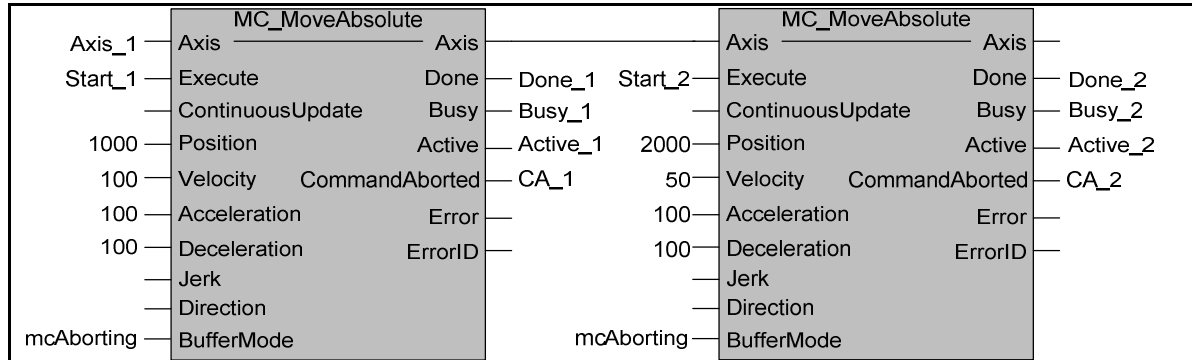 MC_MoveAbsolute MC_MoveAbsolute
Axis_1 Axis Axis Axis Axis
Start_1 Execute Done Done_1 Start_2 Execute Done Done_2
ContinuousUpdate Busy Busy_1 ContinuousUpdate Busy Busy_2
1000 Position Active Active_1 2000 Position Active Active_2
100 Velocity CommandAborted CA_1 50 Velocity CommandAborted CA_2
100 Acceleration Error 100 Acceleration Error
100 Deceleration ErrorID 100 Deceleration ErrorID
Jerk Jerk
Direction Direction
mcAborting BufferMode mcAborting BufferMode